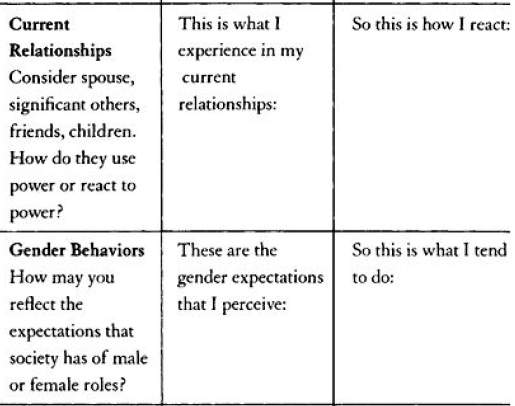 Current
Relationships
Consider spouse,
significant others,
friends, children.
How do they use
power or react to
power?
This is what I
experience in my
current
relationships:
So this is how I react:
Gender Behaviors
How may you
reflect the
expectations that
society has of male
or female roles?
These are the
gender expectations
that I perceive:
So this is what I tend
to do: